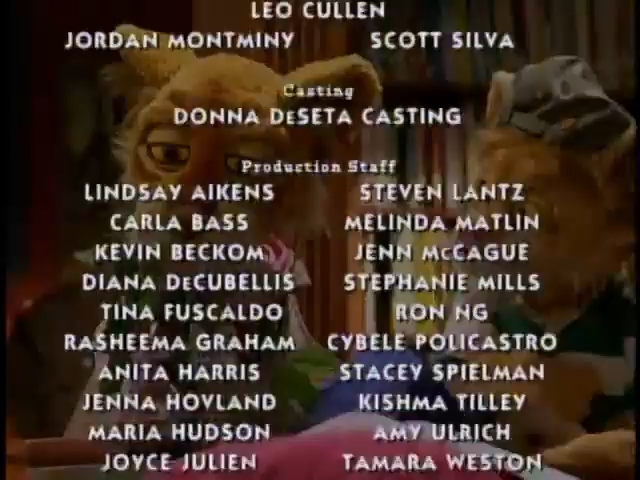 LEO CULLEN
JORDAN MONTMINY SCOTT SILVA
Casting
DONNA DeSETA CASTING
Production Staff
LINDSAY AIKENS STEVEN LANTZ
CARLA BASS MELINDA MATLIN
KEVIN BECKOM JENN McCAGUE
DIANA DeCUBELLIS STEPHANIE MILLS
TINA FUSCALDO RON NG
RASHEEMA GRAHAM CYBELE POLICASTRO
ANITA HARRIS STACEY SPIELMAN
JENNA HOVLAND KISHMA TILLEY
MARIA HUDSON AMY ULRICH
JOYCE JULIEN TAMARA WESTON